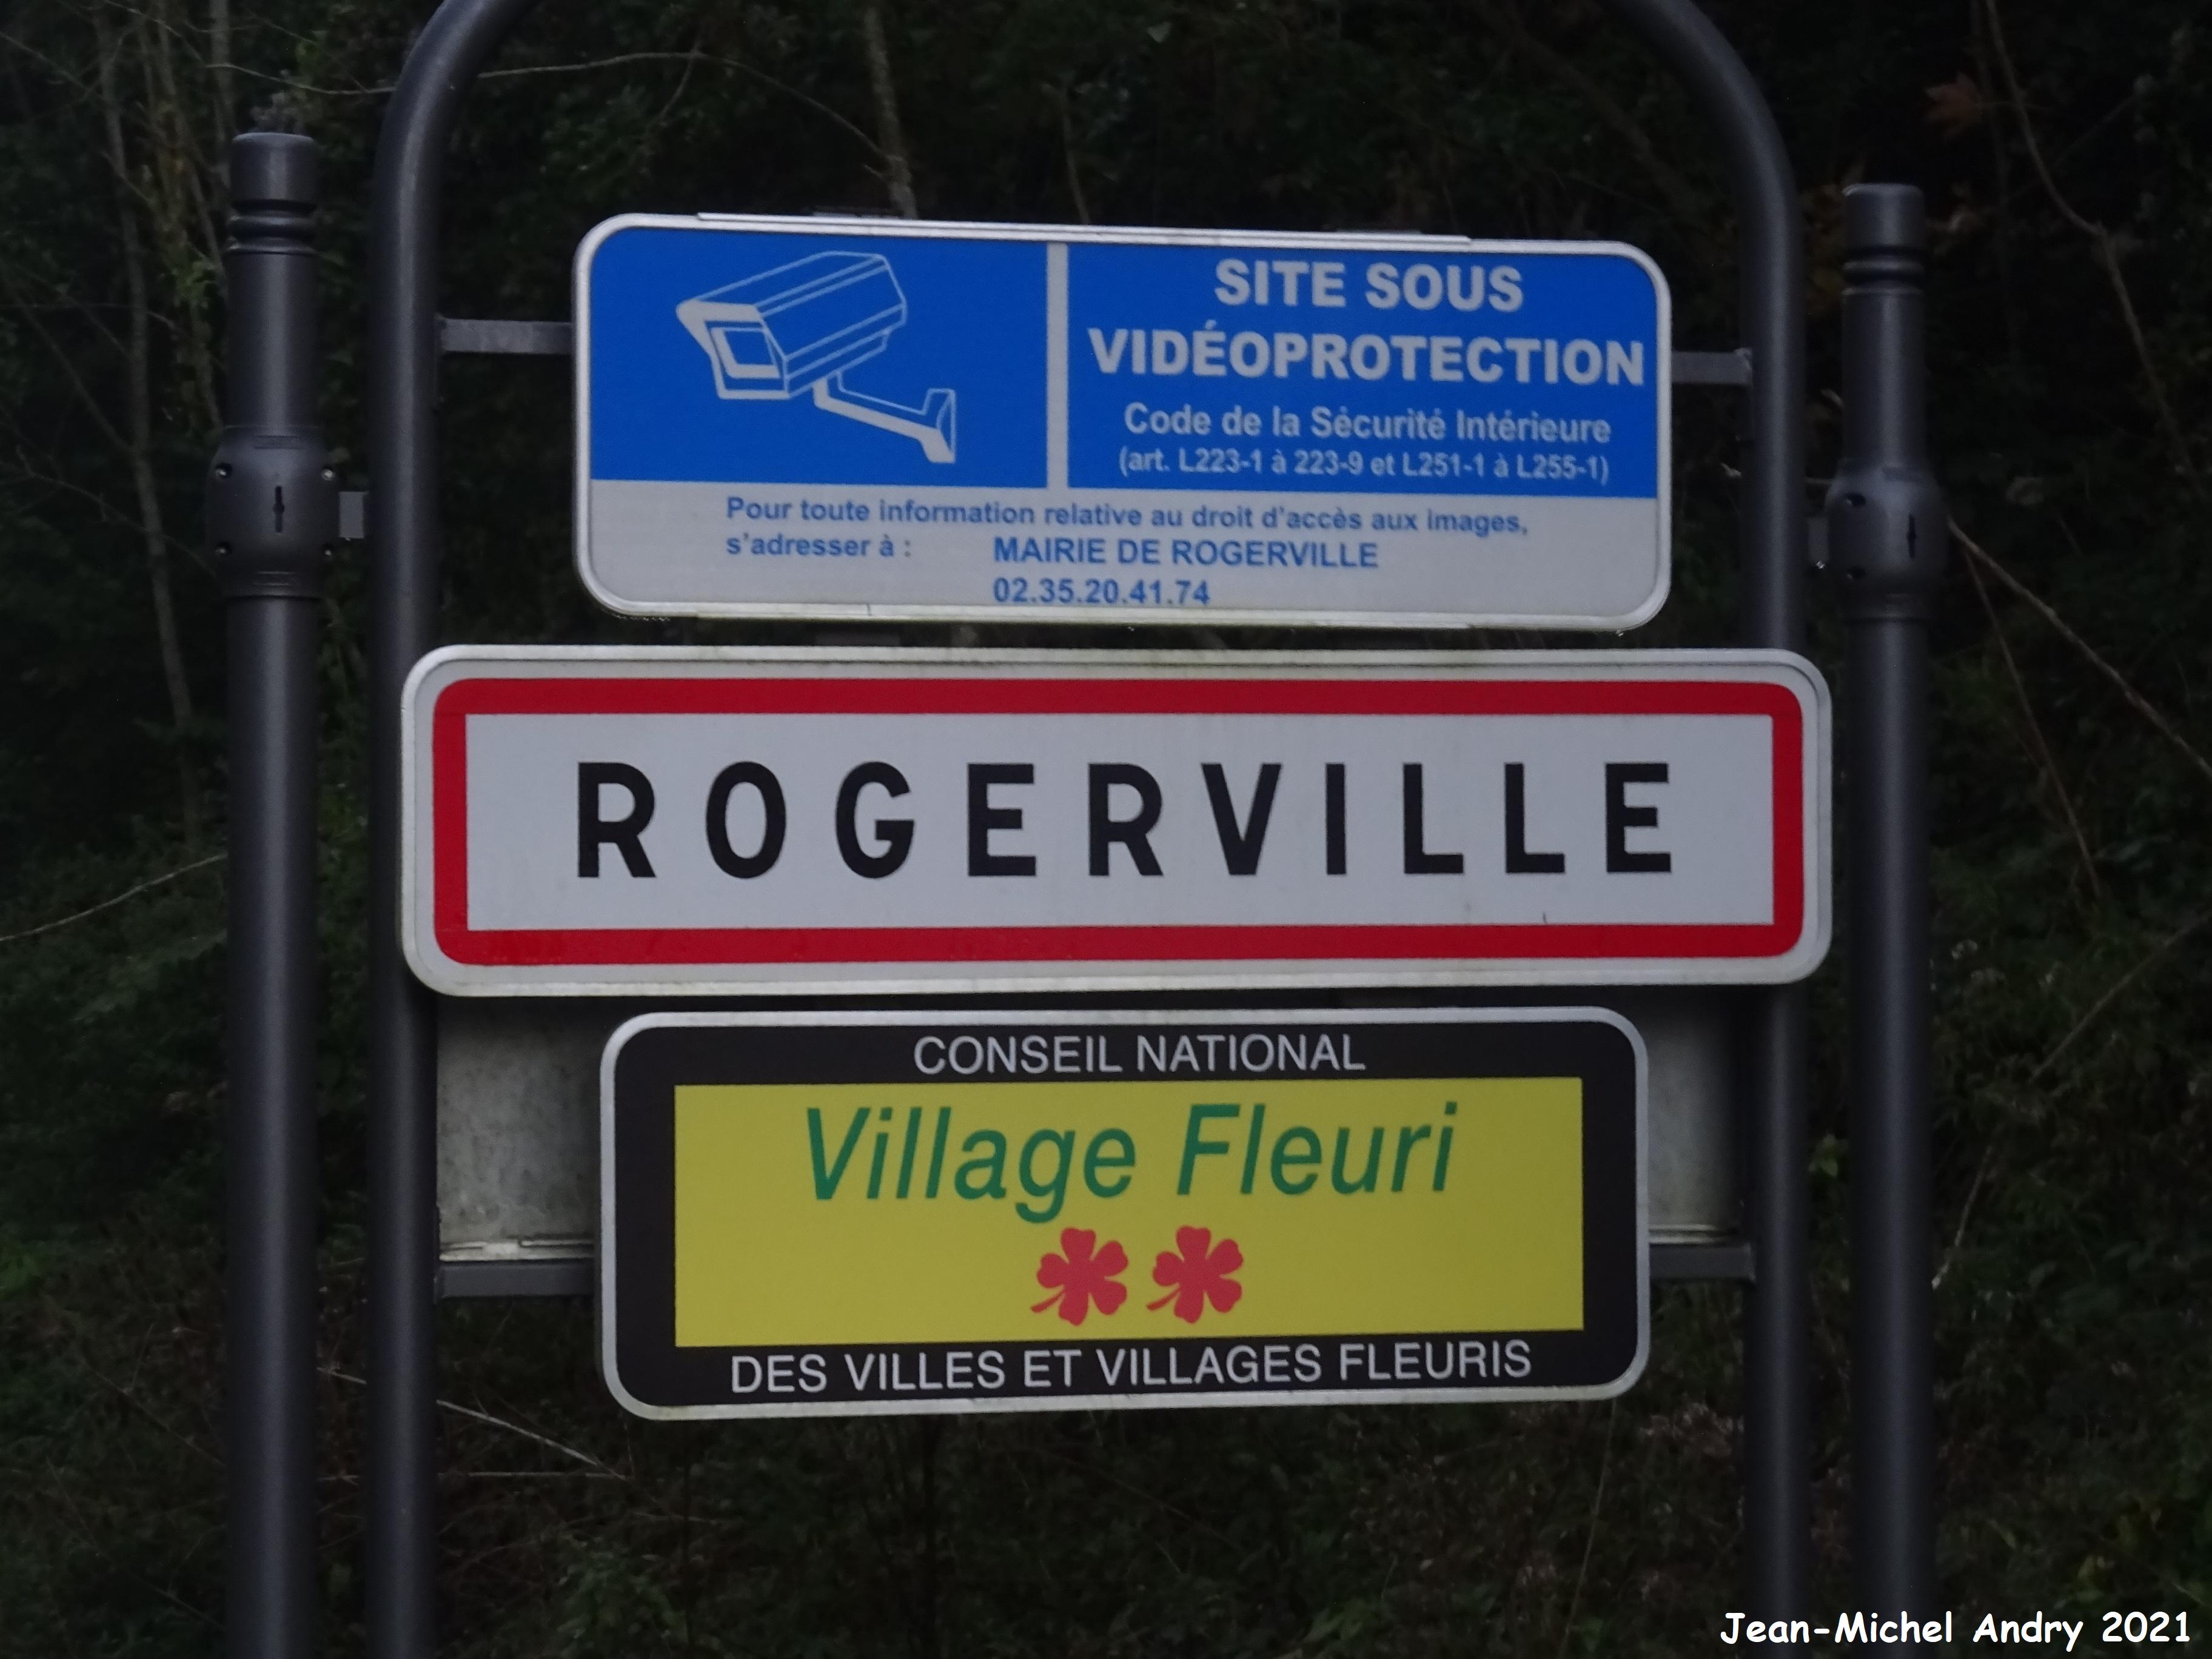 SITE SOUS
VIDÉOPROTECTION
Code de la Sécurité Intérieure
(art. L223-1 à 223-9 et L251-1 à L255-1)
Pour toute information relative au droit d'accès aux images,
s'adresser à : MAIRIE DE ROGERVILLE
02.35.20.41.74
ROGERVILLE
CONSEIL NATIONAL
Village Fleuri
DES VILLES ET VILLAGES FLEURIS
Jean-Michel Andry 2021